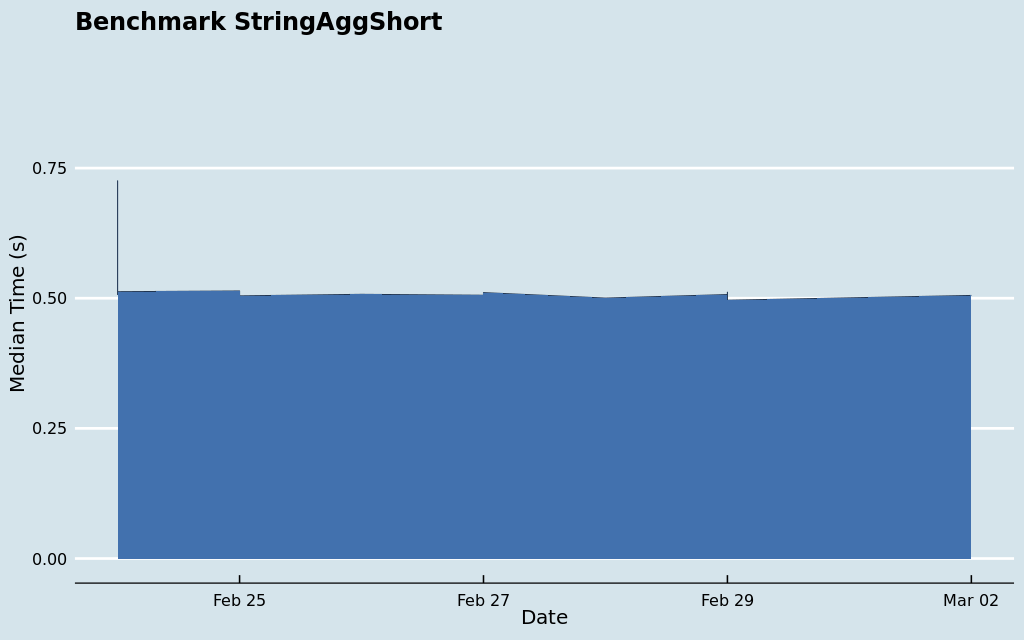 Benchmark StringAggShort
0.75
0.50
0.25
0.00
Median Time (s)
Feb 25 Feb 27 Feb 29 Mar 02
Date